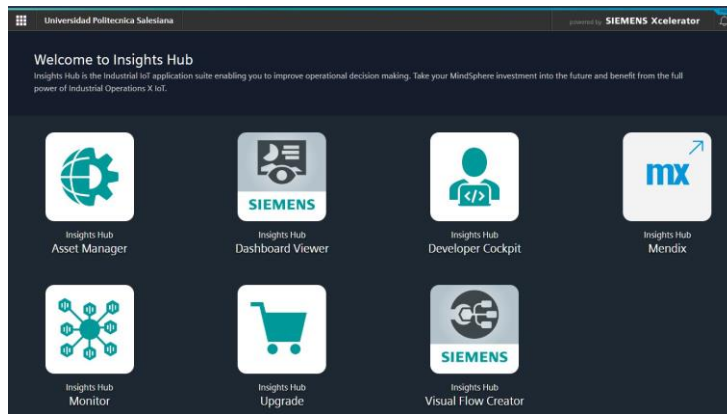 Universidad Politecnica Salesiana
powered by SIEMENS Xcelerator
Welcome to Insights Hub
Insights Hub is the Industrial IoT application suite enabling you to improve operational decision making. Take your MindSphere investment into the future and benefit from the full
power of Industrial Operations X IoT.
SIEMENS
mx
Insights Hub
Asset Manager
Insights Hub
Dashboard Viewer
Insights Hub
Developer Cockpit
Insights Hub
Mendix
SIEMENS
Insights Hub
Monitor
Insights Hub
Upgrade
Insights Hub
Visual Flow Creator